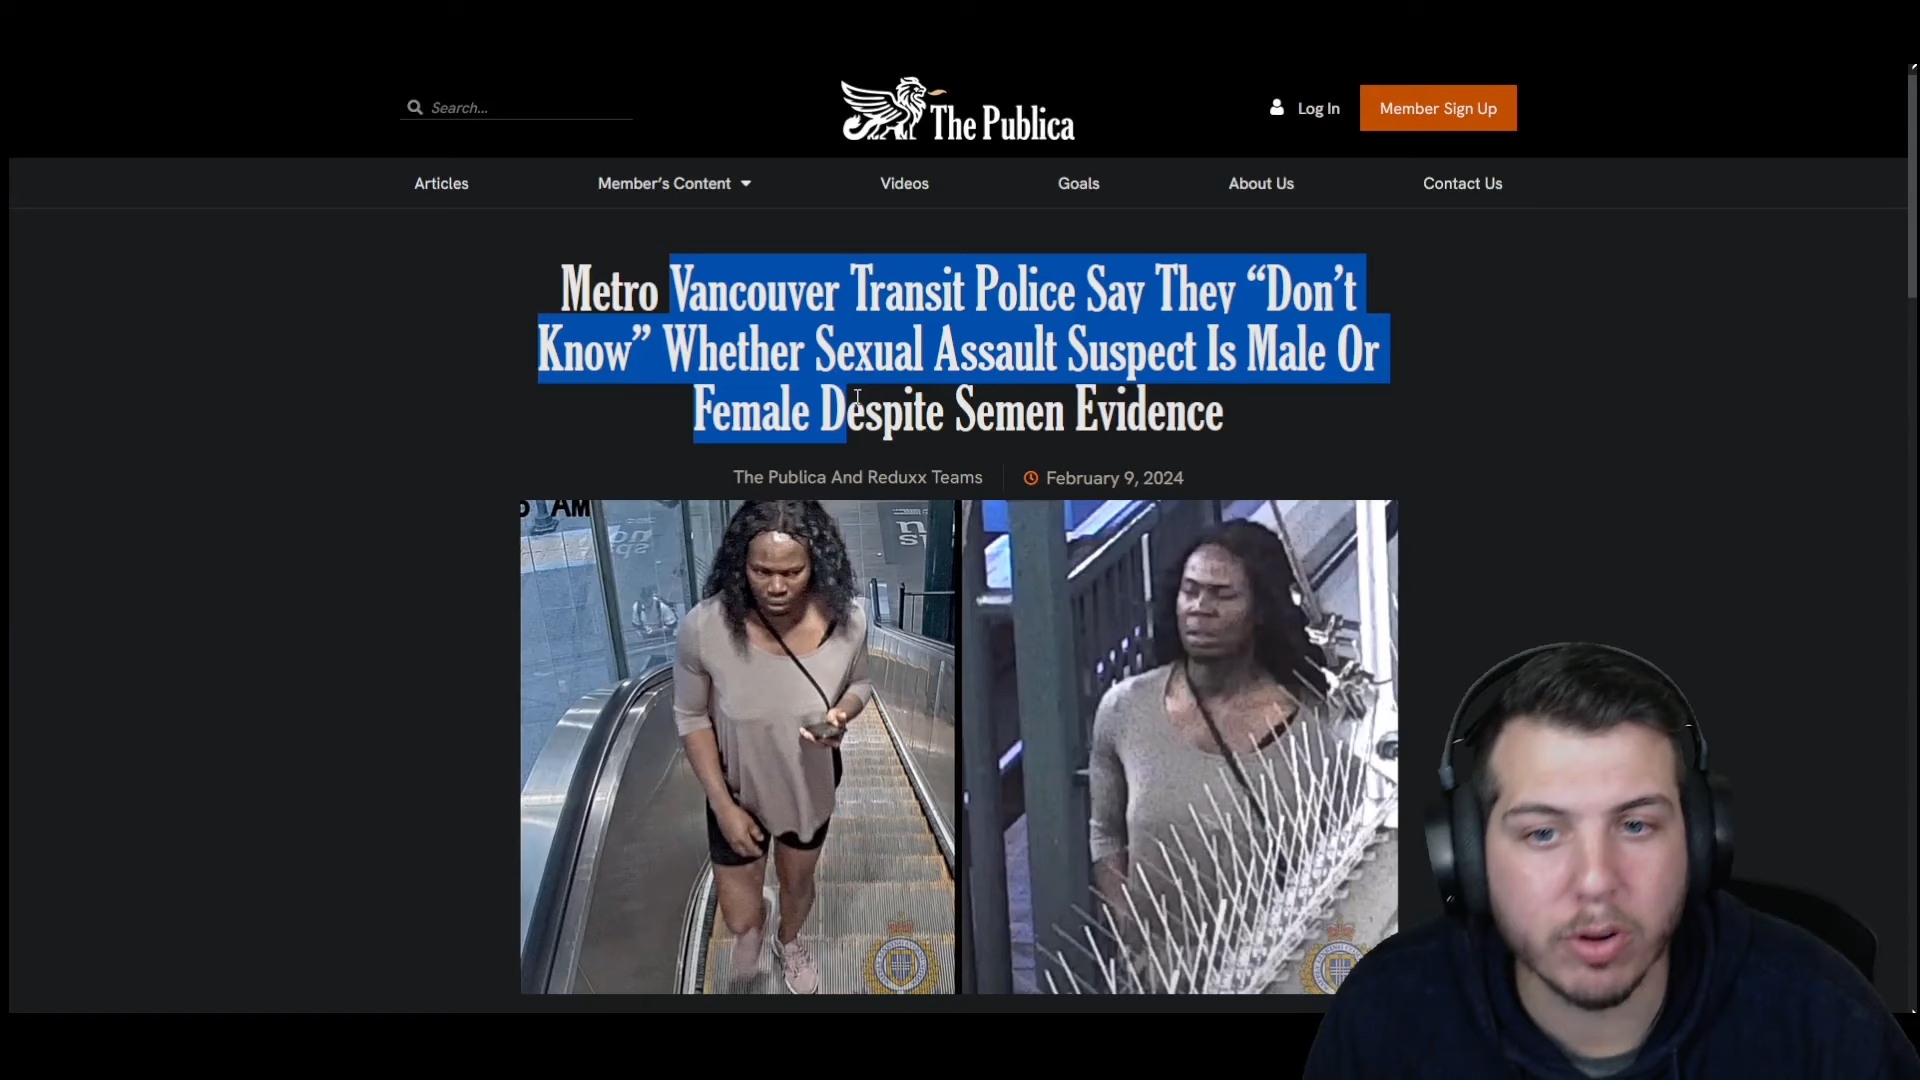 Search...
The Publica
Log In
Member Sign Up
Articles
Member's Content
Videos
Goals
About Us
Contact Us
Metro Vancouver Transit Police Say They “Don’t
Know” Whether Sexual Assault Suspect Is Male Or
Female Despite Semen Evidence
The Publica And Reduxx Teams
February 9, 2024
AM